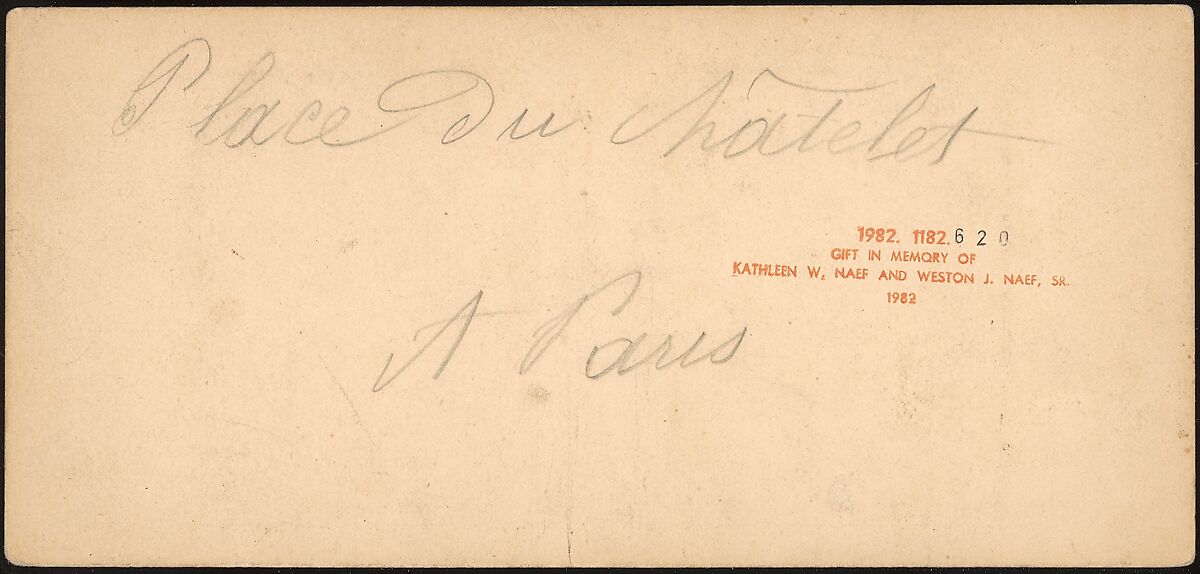 Place Du Châtelet
1982. 1182.620
GIFT IN MEMORY OF
KATHLEEN W. NAEF AND WESTON J. NAEF, SR.
1982
A Paris